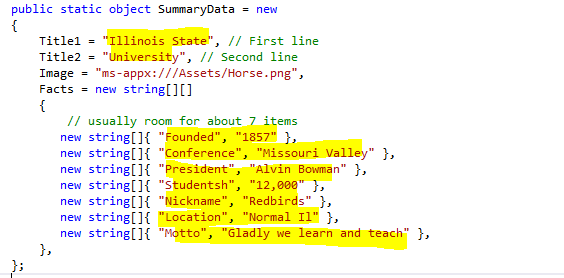 public static object SummaryData = new
{
Title1 = "Illinois State", // First line
Title2 = "University", // Second line
Image = "ms-appx:///Assets/Horse.png",
Facts = new string[][]
{
// usually room for about 7 items
new string[]{ "Founded", "1857" },
new string[]{ "Conference", "Missouri Valley" },
new string[]{ "President", "Alvin Bowman" },
new string[]{ "Studentsh", "12,000" },
new string[]{ "Nickname", "Redbirds" },
new string[]{ "Location", "Normal Il" },
new string[]{ "Motto", "Gladly we learn and teach" },
},
};